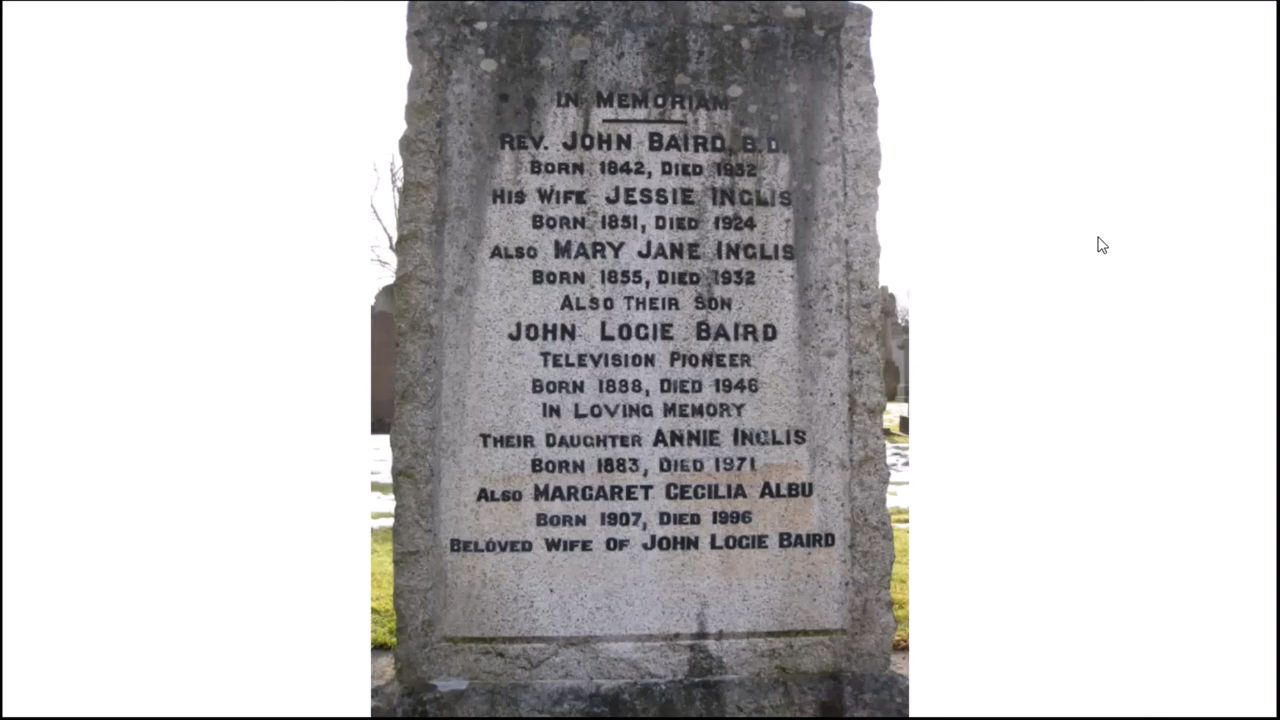 IN MEMORIAM
REV. JOHN BAIRD, B.D.
BORN 1842, DIED 1932
HIS WIFE JESSIE INGLIS
BORN 1851, DIED 1924
ALSO MARY JANE INGLIS
BORN 1855, DIED 1932
ALSO THEIR SON
JOHN LOGIE BAIRD
TELEVISION PIONEER
BORN 1888, DIED 1946
IN LOVING MEMORY
THEIR DAUGHTER ANNIE INGLIS
BORN 1883, DIED 1971
ALSO MARGARET CECILIA ALBU
BORN 1907, DIED 1996
BELOVED WIFE OF JOHN LOGIE BAIRD